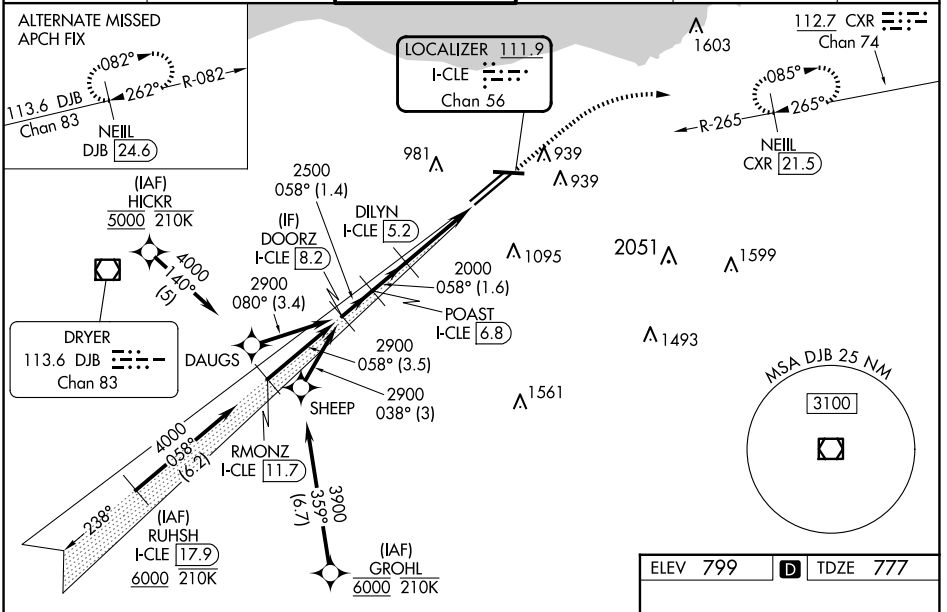 ALTERNATE MISSED
APCH FIX
082°
262°
R-082
113.6 DJB
Chan 83
NEIIL
DJB 24.6
LOCALIZER 111.9
I-CLE
Chan 56
1603
112.7 CXR
Chan 74
085°
265°
R-265
NEIIL
CXR 21.5
981
939
939
2500
058° (1.4)
(IAF)
HICKR
5000 210K
4000
140°
(5)
(IF)
DOORZ
I-CLE 8.2
DILYN
I-CLE 5.2
1095
2051
1599
2900
080° (3.4)
2000
058° (1.6)
POAST
I-CLE 6.8
DRYER
113.6 DJB
Chan 83
DAUGS
2900
058° (3.5)
1493
2900
038° (3)
SHEEP
1561
MSA DJB 25 NM
3100
4000
058°
(6.2)
RMONZ
I-CLE 11.7
238°
(IAF)
RUHSH
I-CLE 17.9
6000 210K
3900
359°
(6.7)
(IAF)
GROHL
6000 210K
ELEV 799 D TDZE 777